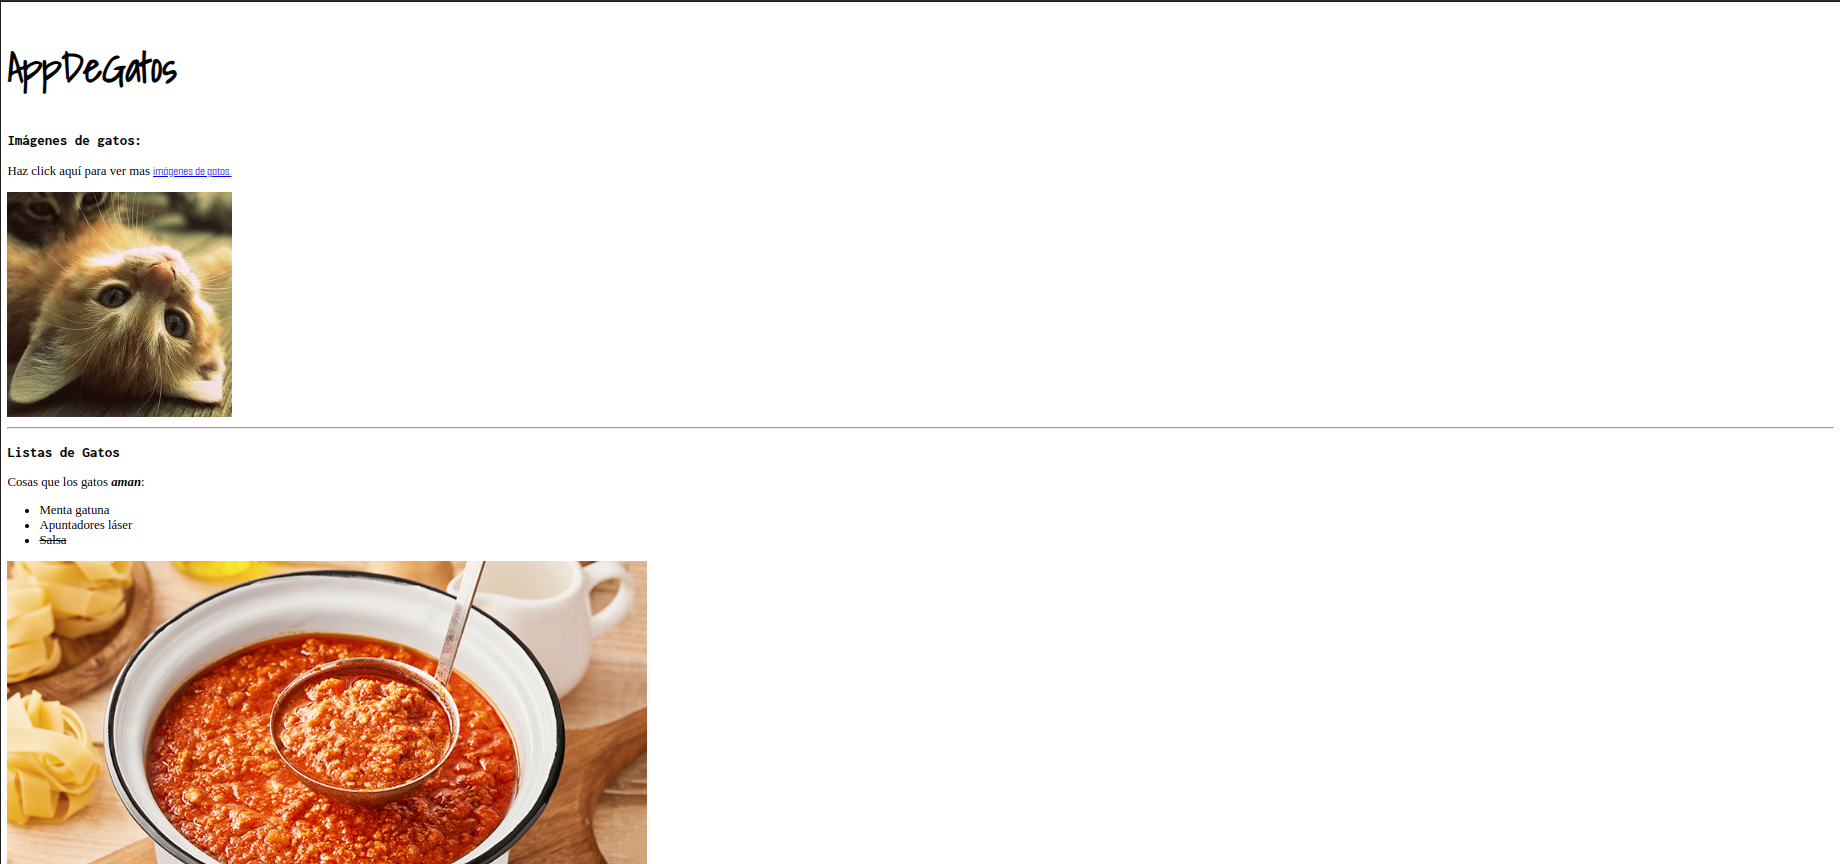 AppDeGatos
Imágenes de gatos:
Haz click aquí para ver mas imágenes de gatos.
Listas de Gatos
Cosas que los gatos aman:
Menta gatuna
Apuntadores láser
Salsa